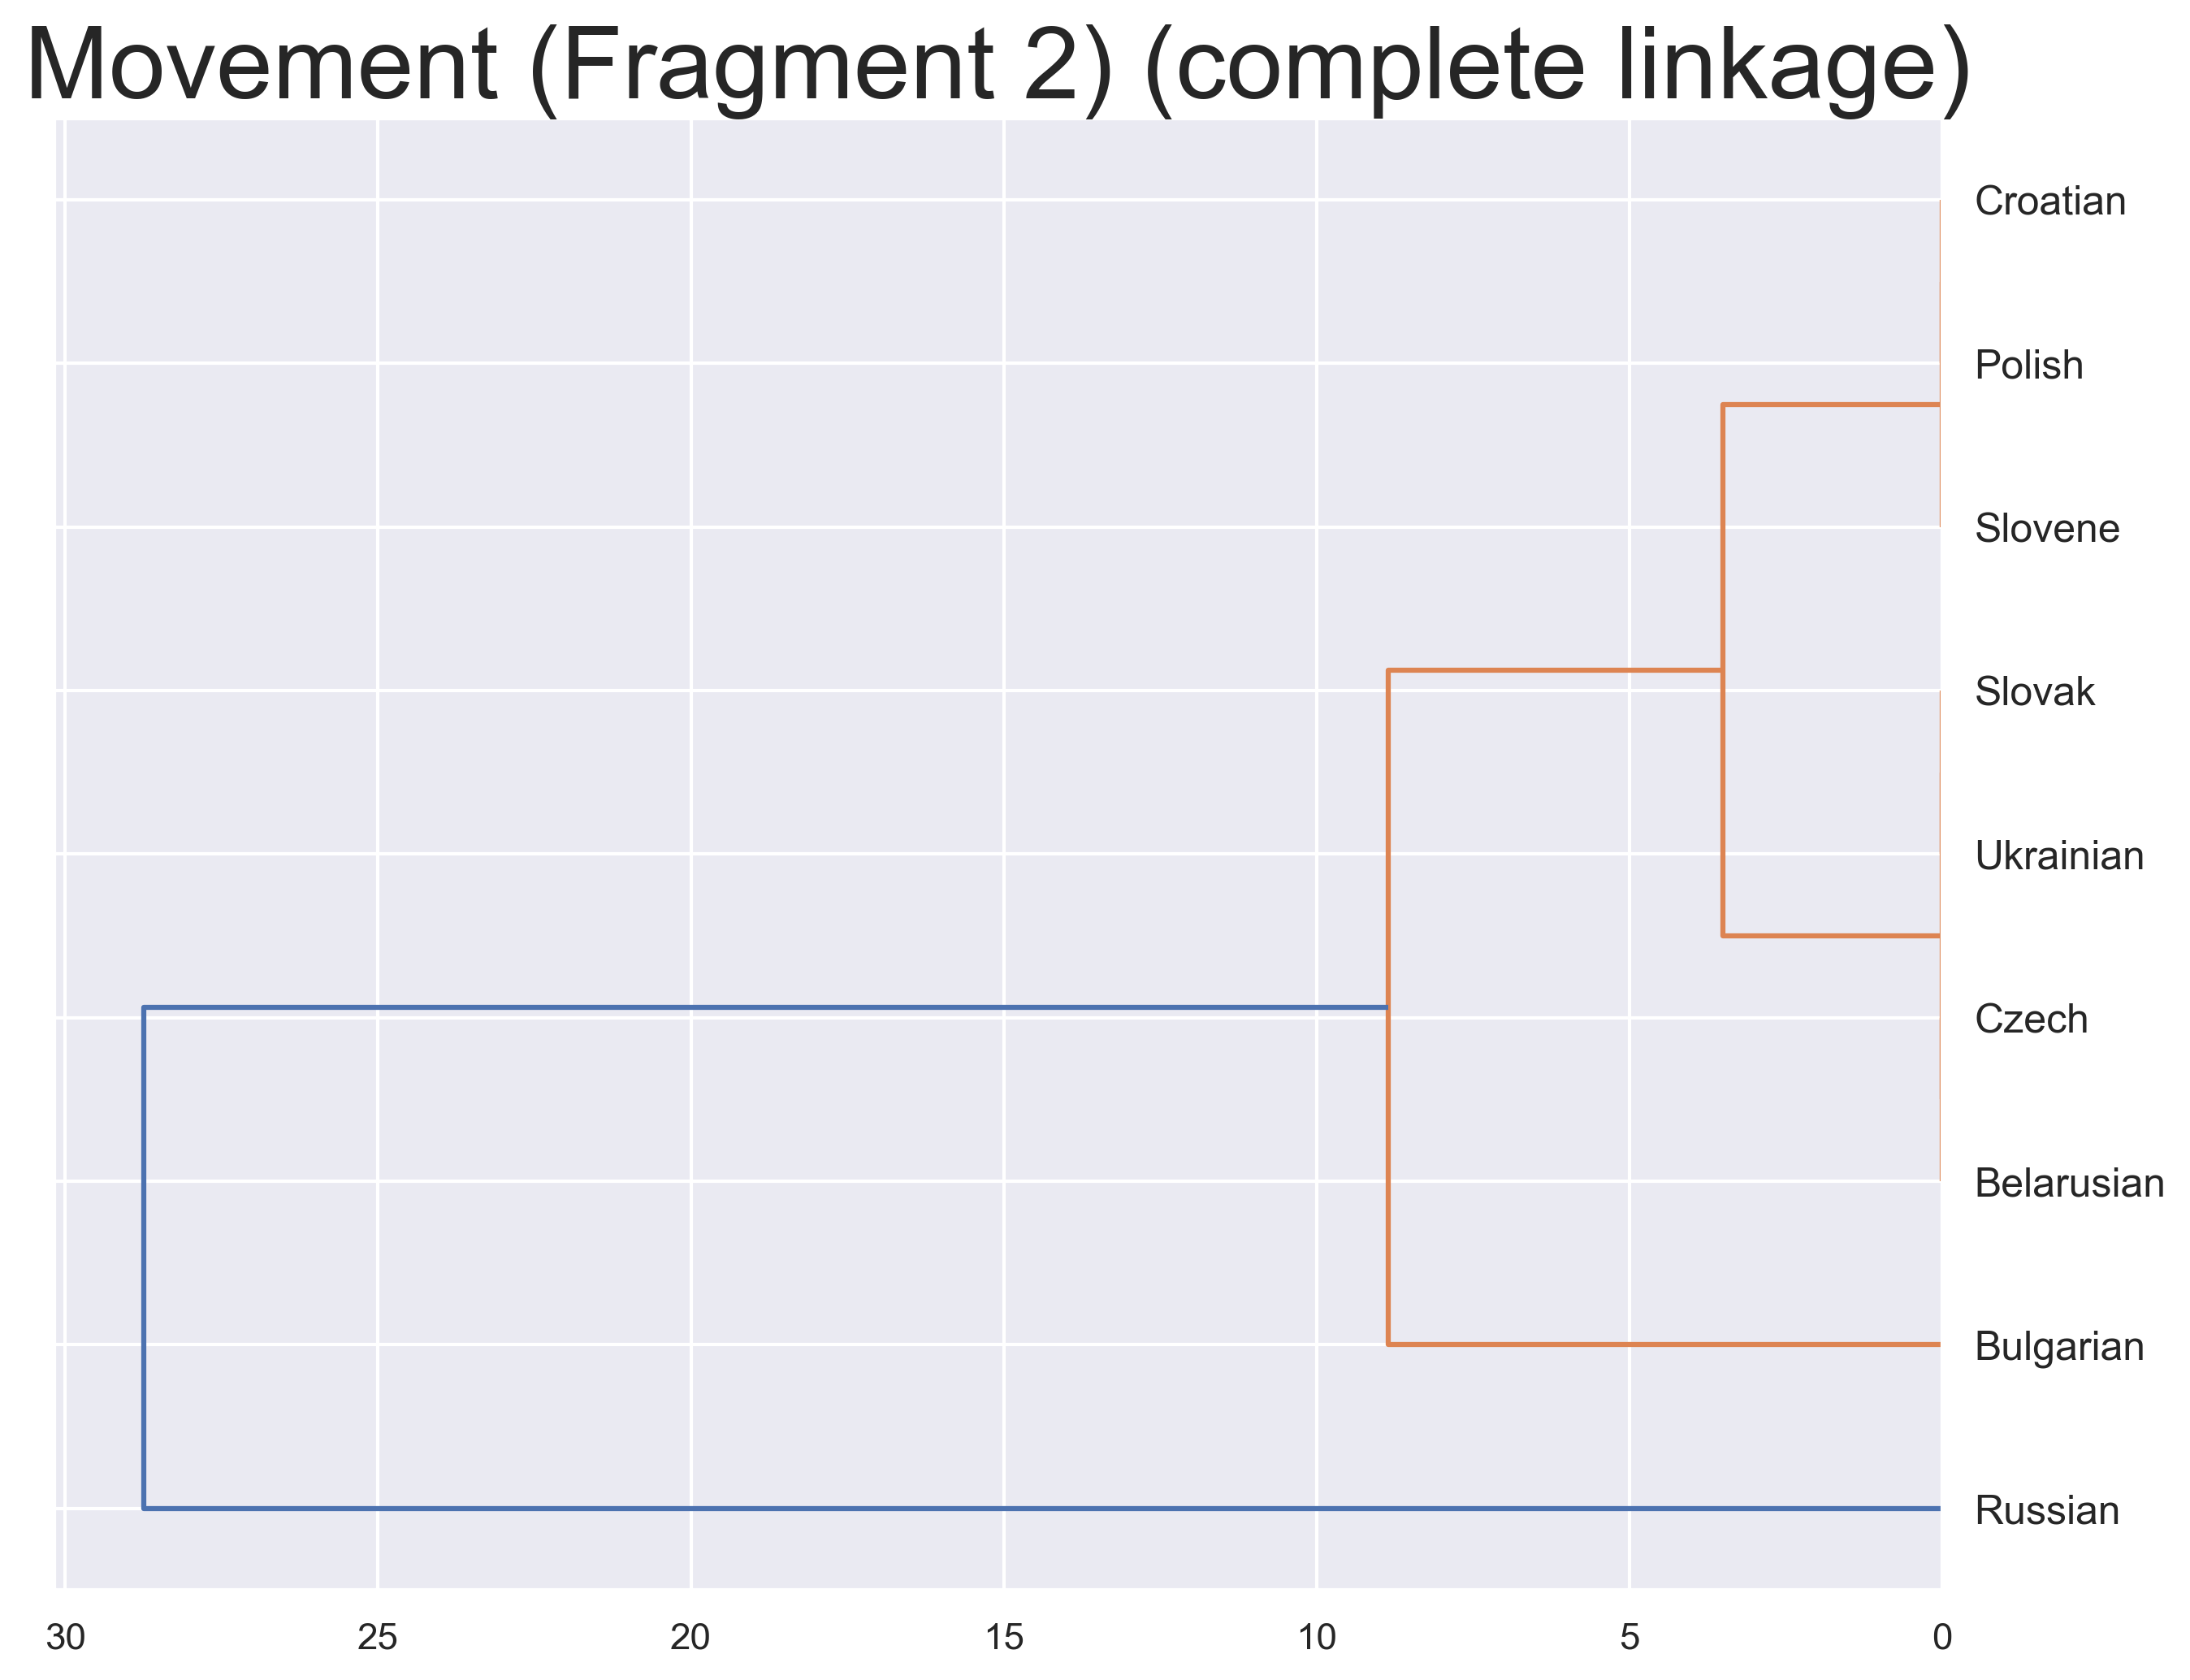 Movement (Fragment 2) (complete linkage)
Croatian
Polish
Slovene
Slovak
Ukrainian
Czech
Belarusian
Bulgarian
Russian
30 25 20 15 10 5 0